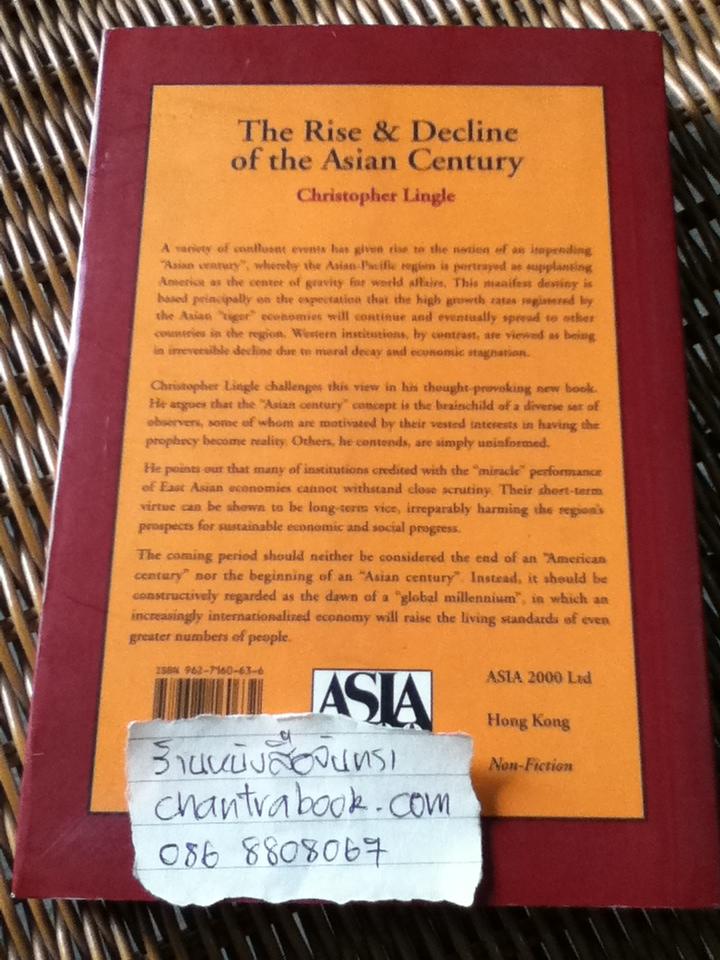 The Rise & Decline
of the Asian Century
Christopher Lingle
A variety of confluent events has given rise to the notion of an impending
"Asian century", whereby the Asian-Pacific region is portrayed as supplanting
America as the center of gravity for world affairs. This manifest destiny is
based principally on the expectation that the high growth rates registered by
the Asian "tiger" economies will continue and eventually spread to other
countries in the region. Western institutions, by contrast, are viewed as being
in irreversible decline due to moral decay and economic stagnation.
Christopher Lingle challenges this view in his thought-provoking new book.
He argues that the "Asian century" concept is the brainchild of a diverse set of
observers, some of whom are motivated by their vested interests in having the
prophecy become reality. Others, he contends, are simply uninformed.
He points out that many of institutions credited with the "miracle" performance
of East Asian economies cannot withstand close scrutiny. Their short-term
virtue can be shown to be long-term vice, irreparably harming the region's
prospects for sustainable economic and social progress.
The coming period should neither be considered the end of an "American
century" nor the beginning of an "Asian century". Instead, it should be
constructively regarded as the dawn of a "global millennium", in which an
increasingly internationalized economy will raise the living standards of even
greater numbers of people.
ISBN 962-7160-63-6
ASIA
ASIA 2000 Ltd
Hong Kong
Non-Fiction
ร้านหนังสือจันทรา
chantrabook.com
086 8808067